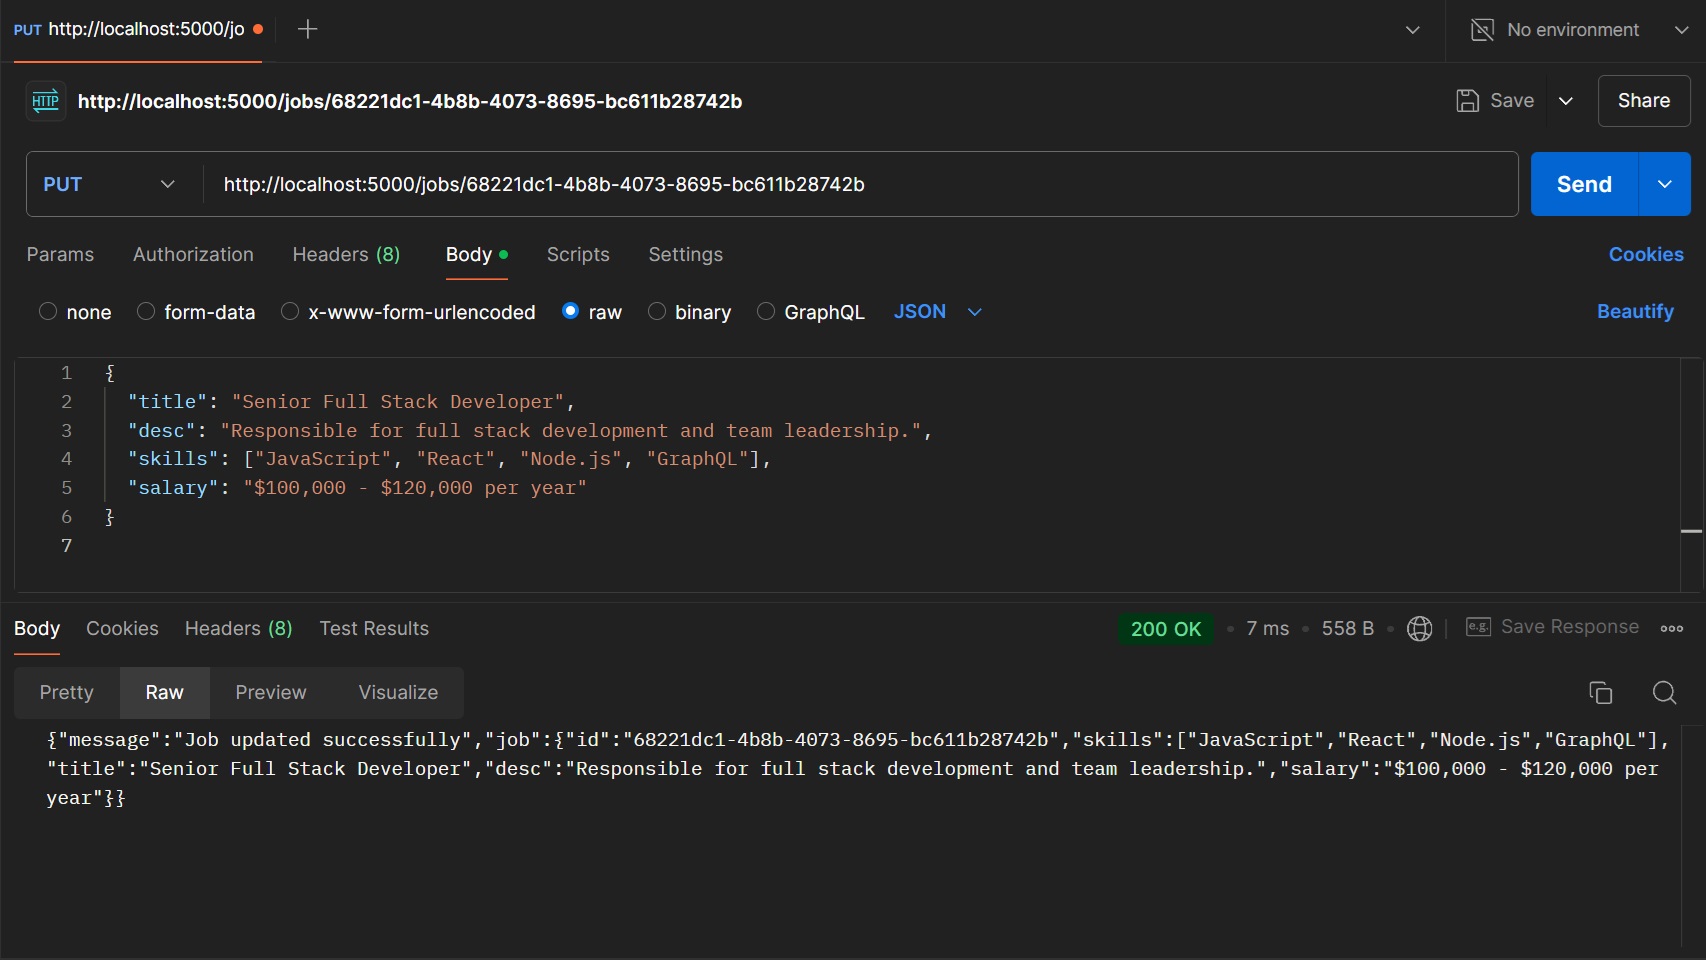 PUT http://localhost:5000/jo
No environment
HTTP http://localhost:5000/jobs/68221dc1-4b8b-4073-8695-bc611b28742b
Save
Share
PUT http://localhost:5000/jobs/68221dc1-4b8b-4073-8695-bc611b28742b
Send
Params Authorization Headers (8) Body Scripts Settings Cookies
none form-data x-www-form-urlencoded raw binary GraphQL JSON Beautify
1 {
2 "title": "Senior Full Stack Developer",
3 "desc": "Responsible for full stack development and team leadership.",
4 "skills": ["JavaScript", "React", "Node.js", "GraphQL"],
5 "salary": "$100,000 - $120,000 per year"
6 }
7
Body Cookies Headers (8) Test Results 200 OK 7 ms 558 B e.g. Save Response
Pretty Raw Preview Visualize
{"message":"Job updated successfully","job":{"id":"68221dc1-4b8b-4073-8695-bc611b28742b","skills":["JavaScript","React","Node.js","GraphQL"],
"title":"Senior Full Stack Developer","desc":"Responsible for full stack development and team leadership.","salary":"$100,000 - $120,000 per
year"}}